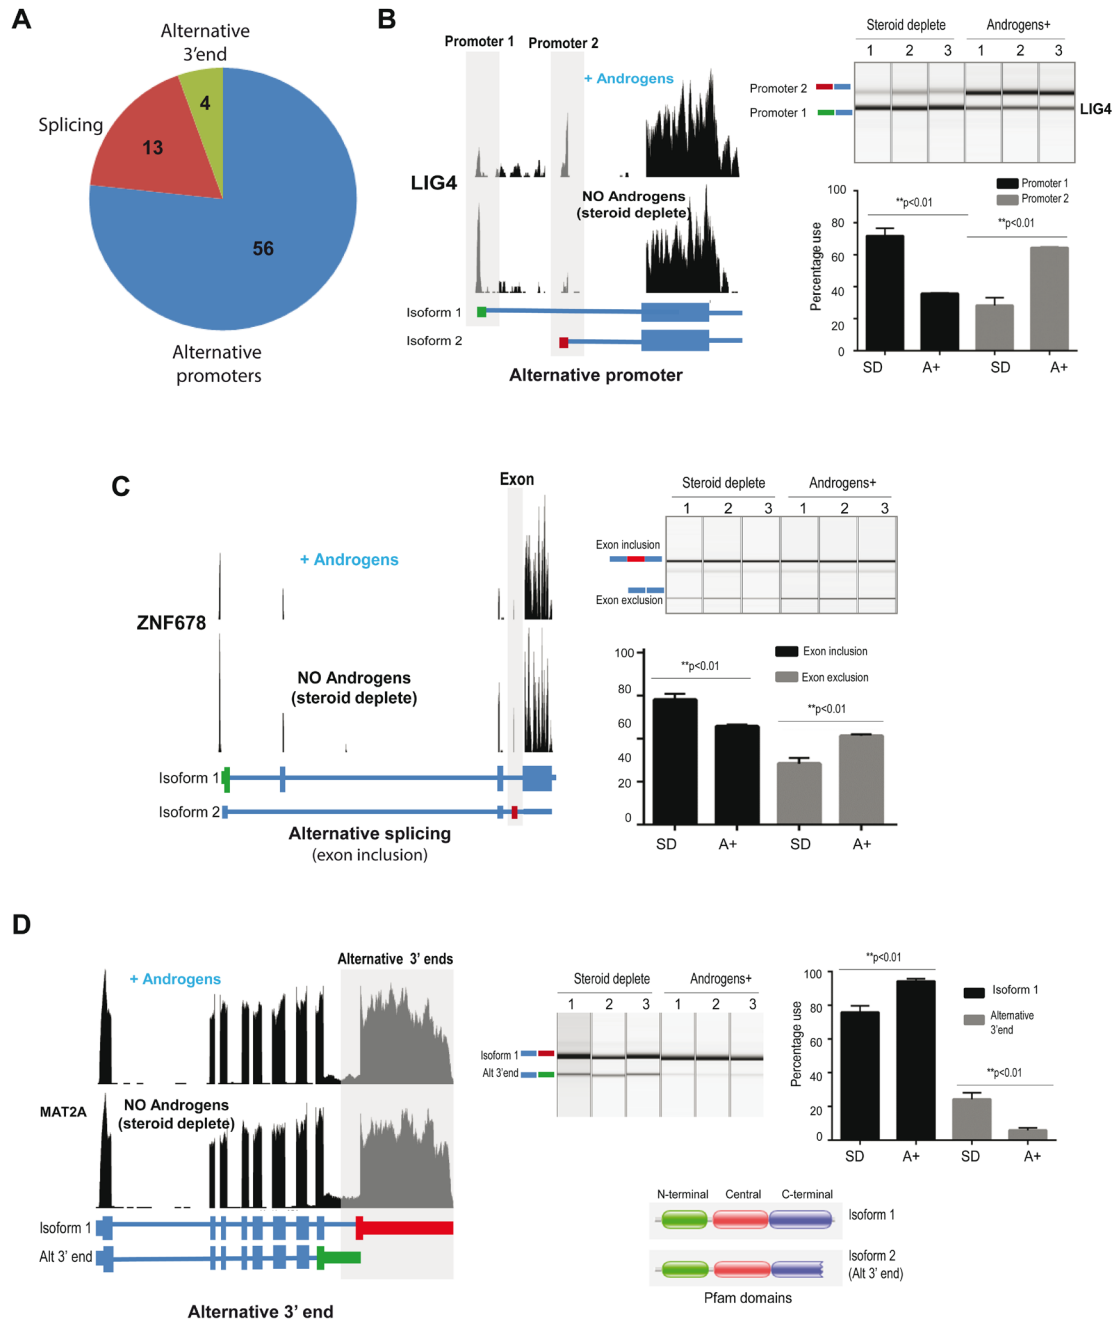 A
Alternative
3'end
Splicing
4
13
56
Alternative
promoters
B
Promoter 1
Promoter 2
+ Androgens
LIG4
NO Androgens
(steroid deplete)
Isoform 1
Isoform 2
Alternative promoter
Steroid deplete
Androgens+
1 2 3 1 2 3
Promoter 2
Promoter 1
LIG4
Promoter 1
Promoter 2
**p<0.01
**p<0.01
Percentage use
100
80
60
40
20
0
SD A+ SD A+
C
Exon
+ Androgens
ZNF678
NO Androgens
(steroid deplete)
Isoform 1
Isoform 2
Alternative splicing
(exon inclusion)
Steroid deplete
Androgens+
1 2 3 1 2 3
Exon inclusion
Exon exclusion
Exon inclusion
Exon exclusion
**p<0.01
**p<0.01
100
80
60
40
20
0
SD A+ SD A+
D
Alternative 3' ends
+ Androgens
MAT2A
NO Androgens
(steroid deplete)
Isoform 1
Alt 3' end
Alternative 3' end
Steroid deplete
Androgens+
1 2 3 1 2 3
Isoform 1
Alt 3'end
**p<0.01
Isoform 1
Alternative
3'end
**p<0.01
Percentage use
100
80
60
40
20
0
SD A+ SD A+
N-terminal Central C-terminal
Isoform 1
Isoform 2
(Alt 3' end)
Pfam domains